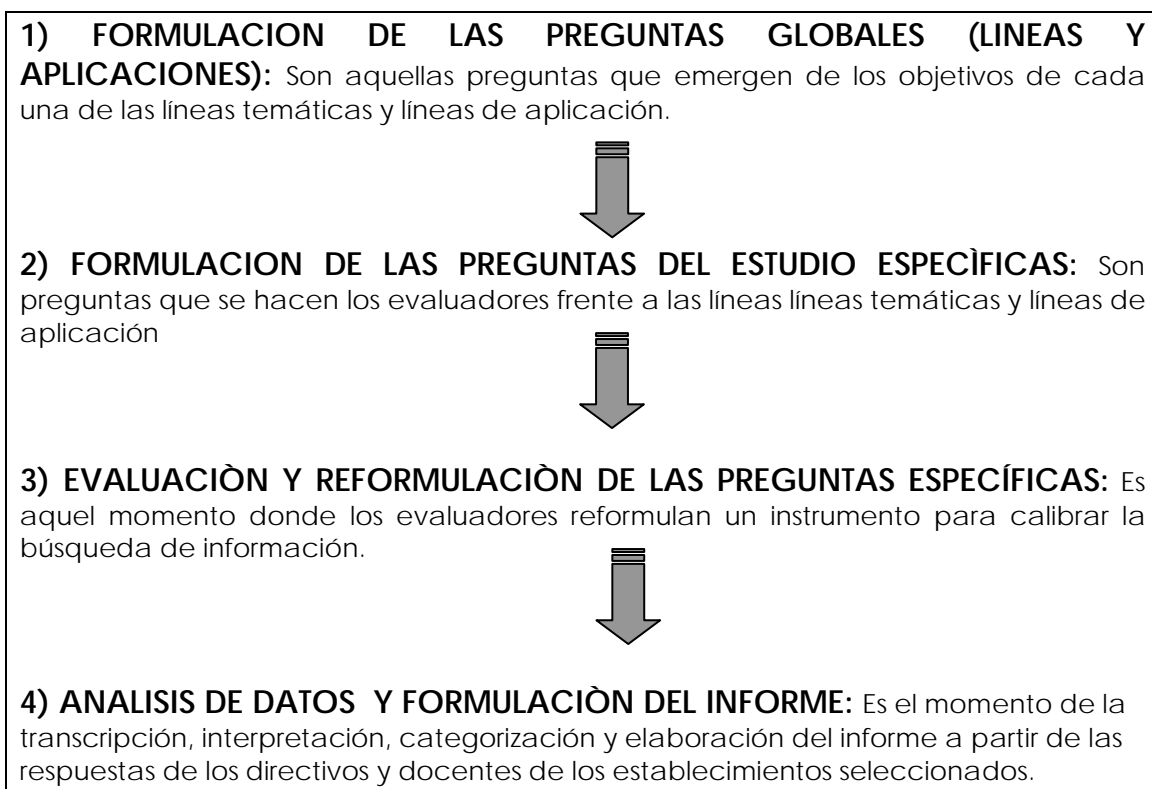 1) FORMULACION DE LAS PREGUNTAS GLOBALES (LINEAS Y
APLICACIONES): Son aquellas preguntas que emergen de los objetivos de cada
una de las líneas temáticas y líneas de aplicación.
2) FORMULACION DE LAS PREGUNTAS DEL ESTUDIO ESPECÌFICAS: Son
preguntas que se hacen los evaluadores frente a las líneas líneas temáticas y líneas de
aplicación
3) EVALUACIÒN Y REFORMULACIÒN DE LAS PREGUNTAS ESPECÍFICAS: Es
aquel momento donde los evaluadores reformulan un instrumento para calibrar la
búsqueda de información.
4) ANALISIS DE DATOS Y FORMULACIÒN DEL INFORME: Es el momento de la
transcripción, interpretación, categorización y elaboración del informe a partir de las
respuestas de los directivos y docentes de los establecimientos seleccionados.